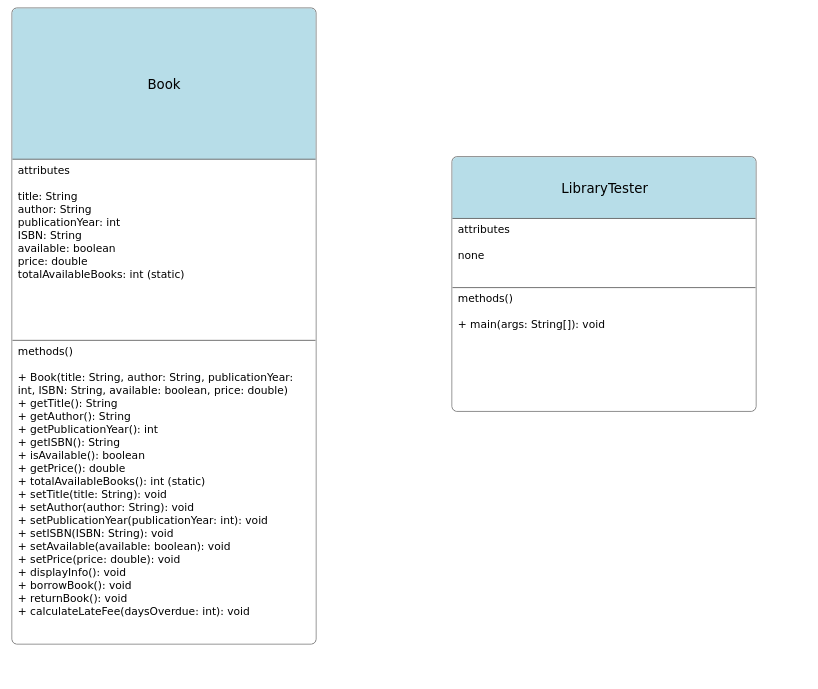 Book
attributes
title: String
author: String
publicationYear: int
ISBN: String
available: boolean
price: double
totalAvailableBooks: int (static)
methods()
+ Book(title: String, author: String, publicationYear:
int, ISBN: String, available: boolean, price: double)
+ getTitle(): String
+ getAuthor(): String
+ getPublicationYear(): int
+ getISBN(): String
+ isAvailable(): boolean
+ getPrice(): double
+ totalAvailableBooks(): int (static)
+ setTitle(title: String): void
+ setAuthor(author: String): void
+ setPublicationYear(publicationYear: int): void
+ setISBN(ISBN: String): void
+ setAvailable(available: boolean): void
+ setPrice(price: double): void
+ displayInfo(): void
+ borrowBook(): void
+ returnBook(): void
+ calculateLateFee(daysOverdue: int): void
LibraryTester
attributes
none
methods()
+ main(args: String[]): void